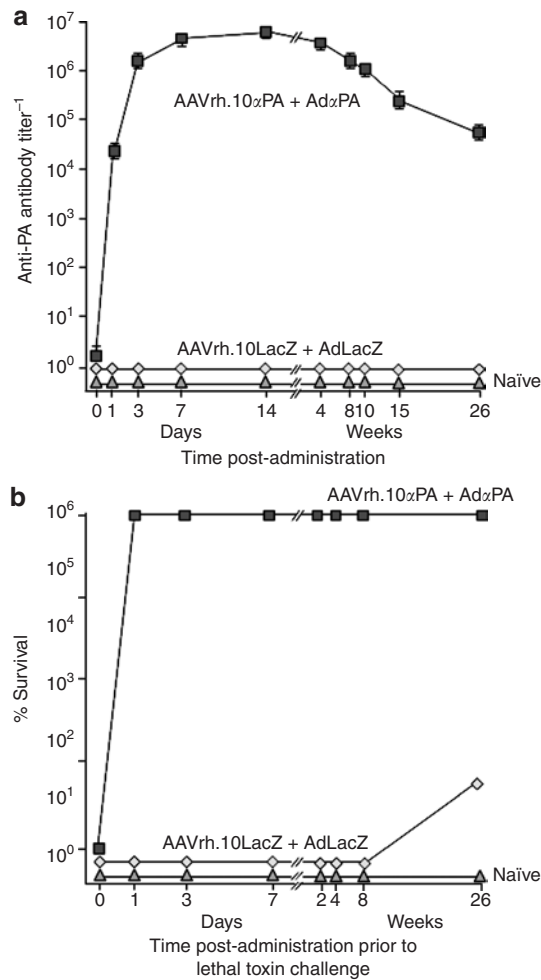 a
10⁷
10⁶
10⁵
10⁴
10³
10²
10¹
10⁰
Anti-PA antibody titer⁻¹
AAVrh.10αPA + AdαPA
AAVrh.10LacZ + AdLacZ
Naïve
0 1 3 7 14 4 810 15 26
Days Weeks
Time post-administration
b
AAVrh.10αPA + AdαPA
10⁶
10⁵
10⁴
10³
10²
10¹
10⁰
% Survival
AAVrh.10LacZ + AdLacZ
Naïve
0 1 3 7 2 4 8 26
Days Weeks
Time post-administration prior to
lethal toxin challenge